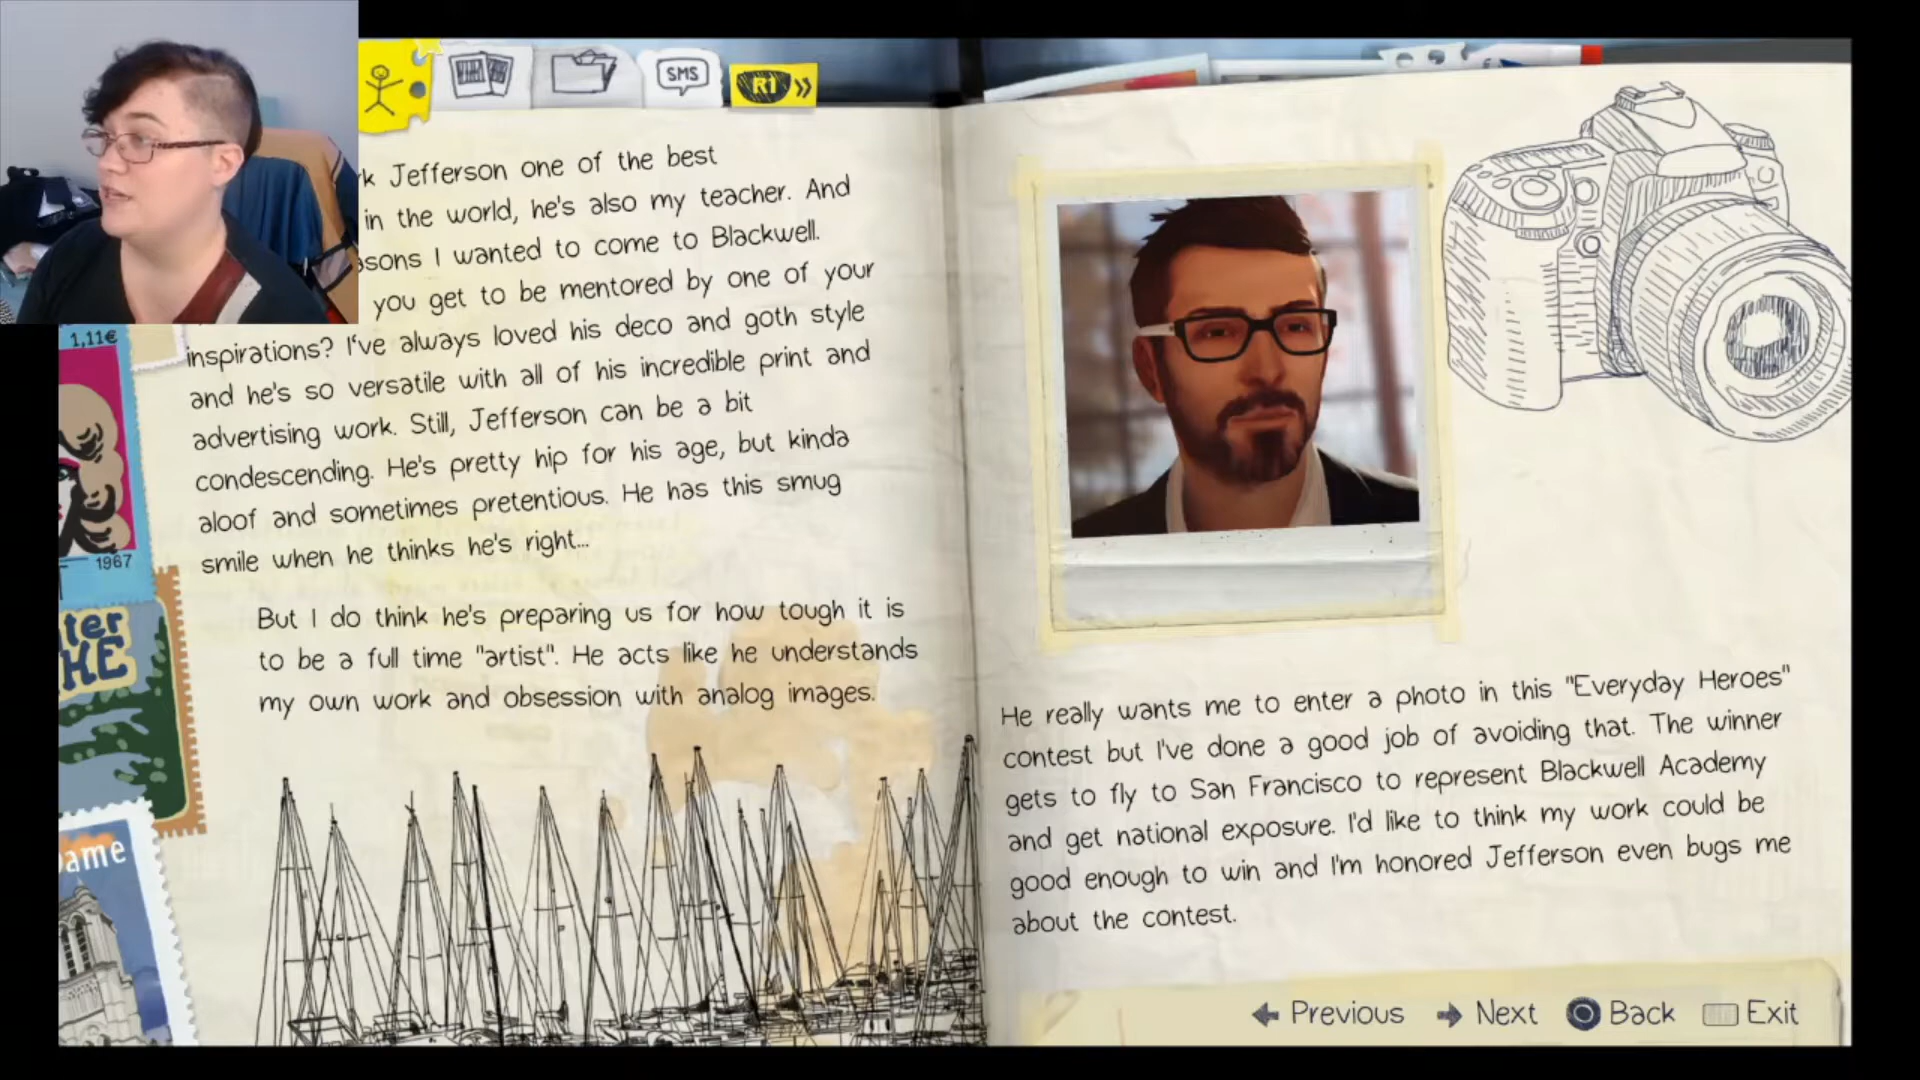 SMS
R1
k Jefferson one of the best
in the world, he's also my teacher. And
asons I wanted to come to Blackwell.
you get to be mentored by one of your
inspirations? I've always loved his deco and goth style
and he's so versatile with all of his incredible print and
advertising work. Still, Jefferson can be a bit
condescending. He's pretty hip for his age, but kinda
aloof and sometimes pretentious. He has this smug
smile when he thinks he's right...
But I do think he's preparing us for how tough it is
to be a full time "artist". He acts like he understands
my own work and obsession with analog images.
1,11€
1967
ter
KE
Dame
He really wants me to enter a photo in this "Everyday Heroes"
contest but I've done a good job of avoiding that. The winner
gets to fly to San Francisco to represent Blackwell Academy
and get national exposure. I'd like to think my work could be
good enough to win and I'm honored Jefferson even bugs me
about the contest.
Previous Next Back Exit